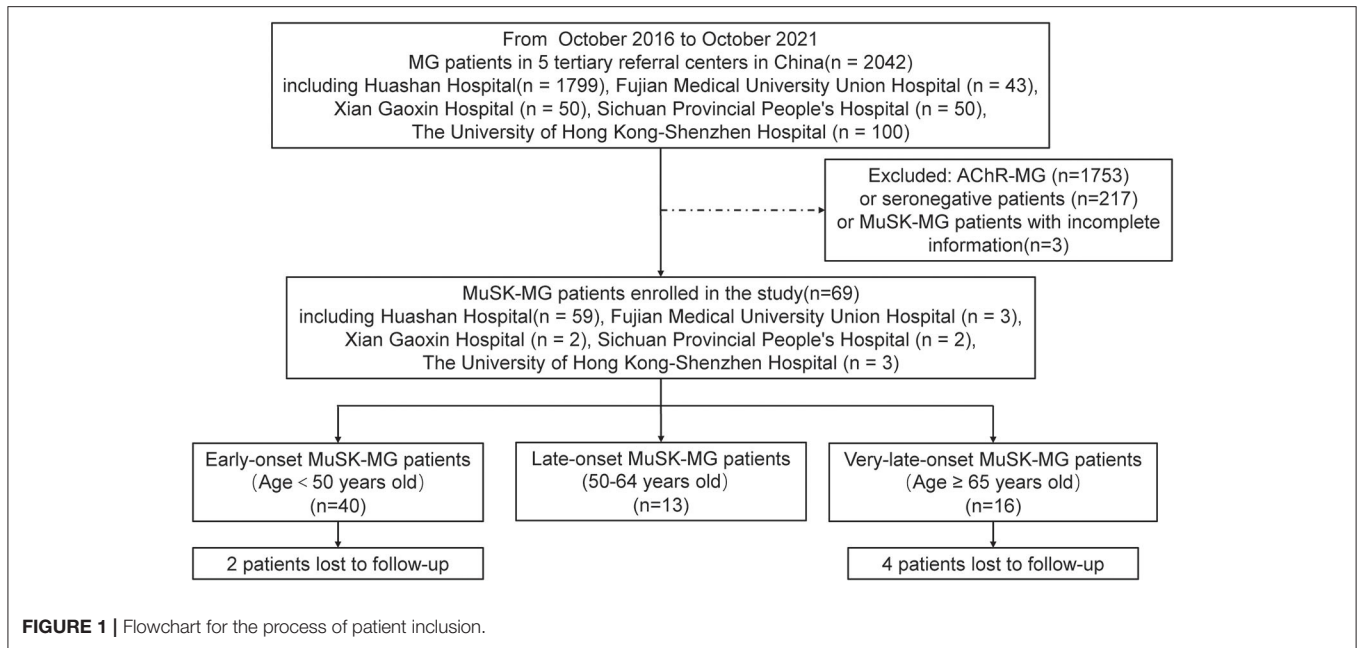 From October 2016 to October 2021
MG patients in 5 tertiary referral centers in China(n = 2042)
including Huashan Hospital(n = 1799), Fujian Medical University Union Hospital (n = 43),
Xian Gaoxin Hospital (n = 50), Sichuan Provincial People's Hospital (n = 50),
The University of Hong Kong-Shenzhen Hospital (n = 100)
Excluded: AChR-MG (n=1753)
or seronegative patients (n=217)
or MuSK-MG patients with incomplete
information(n=3)
MuSK-MG patients enrolled in the study(n=69)
including Huashan Hospital(n = 59), Fujian Medical University Union Hospital (n = 3),
Xian Gaoxin Hospital (n = 2), Sichuan Provincial People's Hospital (n = 2),
The University of Hong Kong-Shenzhen Hospital (n = 3)
Early-onset MuSK-MG patients
(Age < 50 years old)
(n=40)
Late-onset MuSK-MG patients
(50-64 years old)
(n=13)
Very-late-onset MuSK-MG patients
(Age ≥ 65 years old)
(n=16)
2 patients lost to follow-up
4 patients lost to follow-up
FIGURE 1 | Flowchart for the process of patient inclusion.